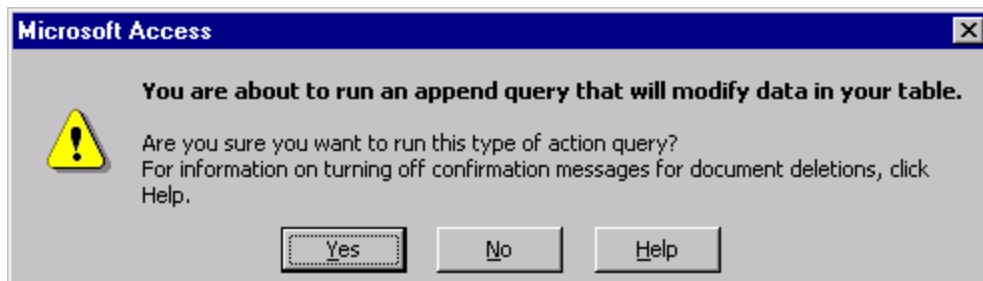 Microsoft Access
You are about to run an append query that will modify data in your table.
Are you sure you want to run this type of action query?
For information on turning off confirmation messages for document deletions, click
Help.
Yes No Help